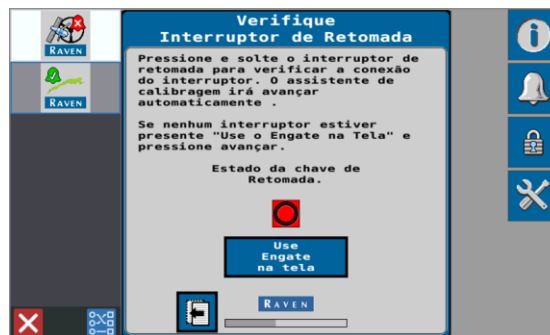 Verifique
Interruptor de Retomada
RAVEN
Pressione e solte o interruptor de
retomada para verificar a conexão
do interruptor. O assistente de
calibragem irá avançar
automaticamente .
RAVEN
Se nenhum interruptor estiver
presente "Use o Engate na Tela" e
pressione avançar.
Estado da chave de
Retomada.
Use
Engate
na tela
RAVEN